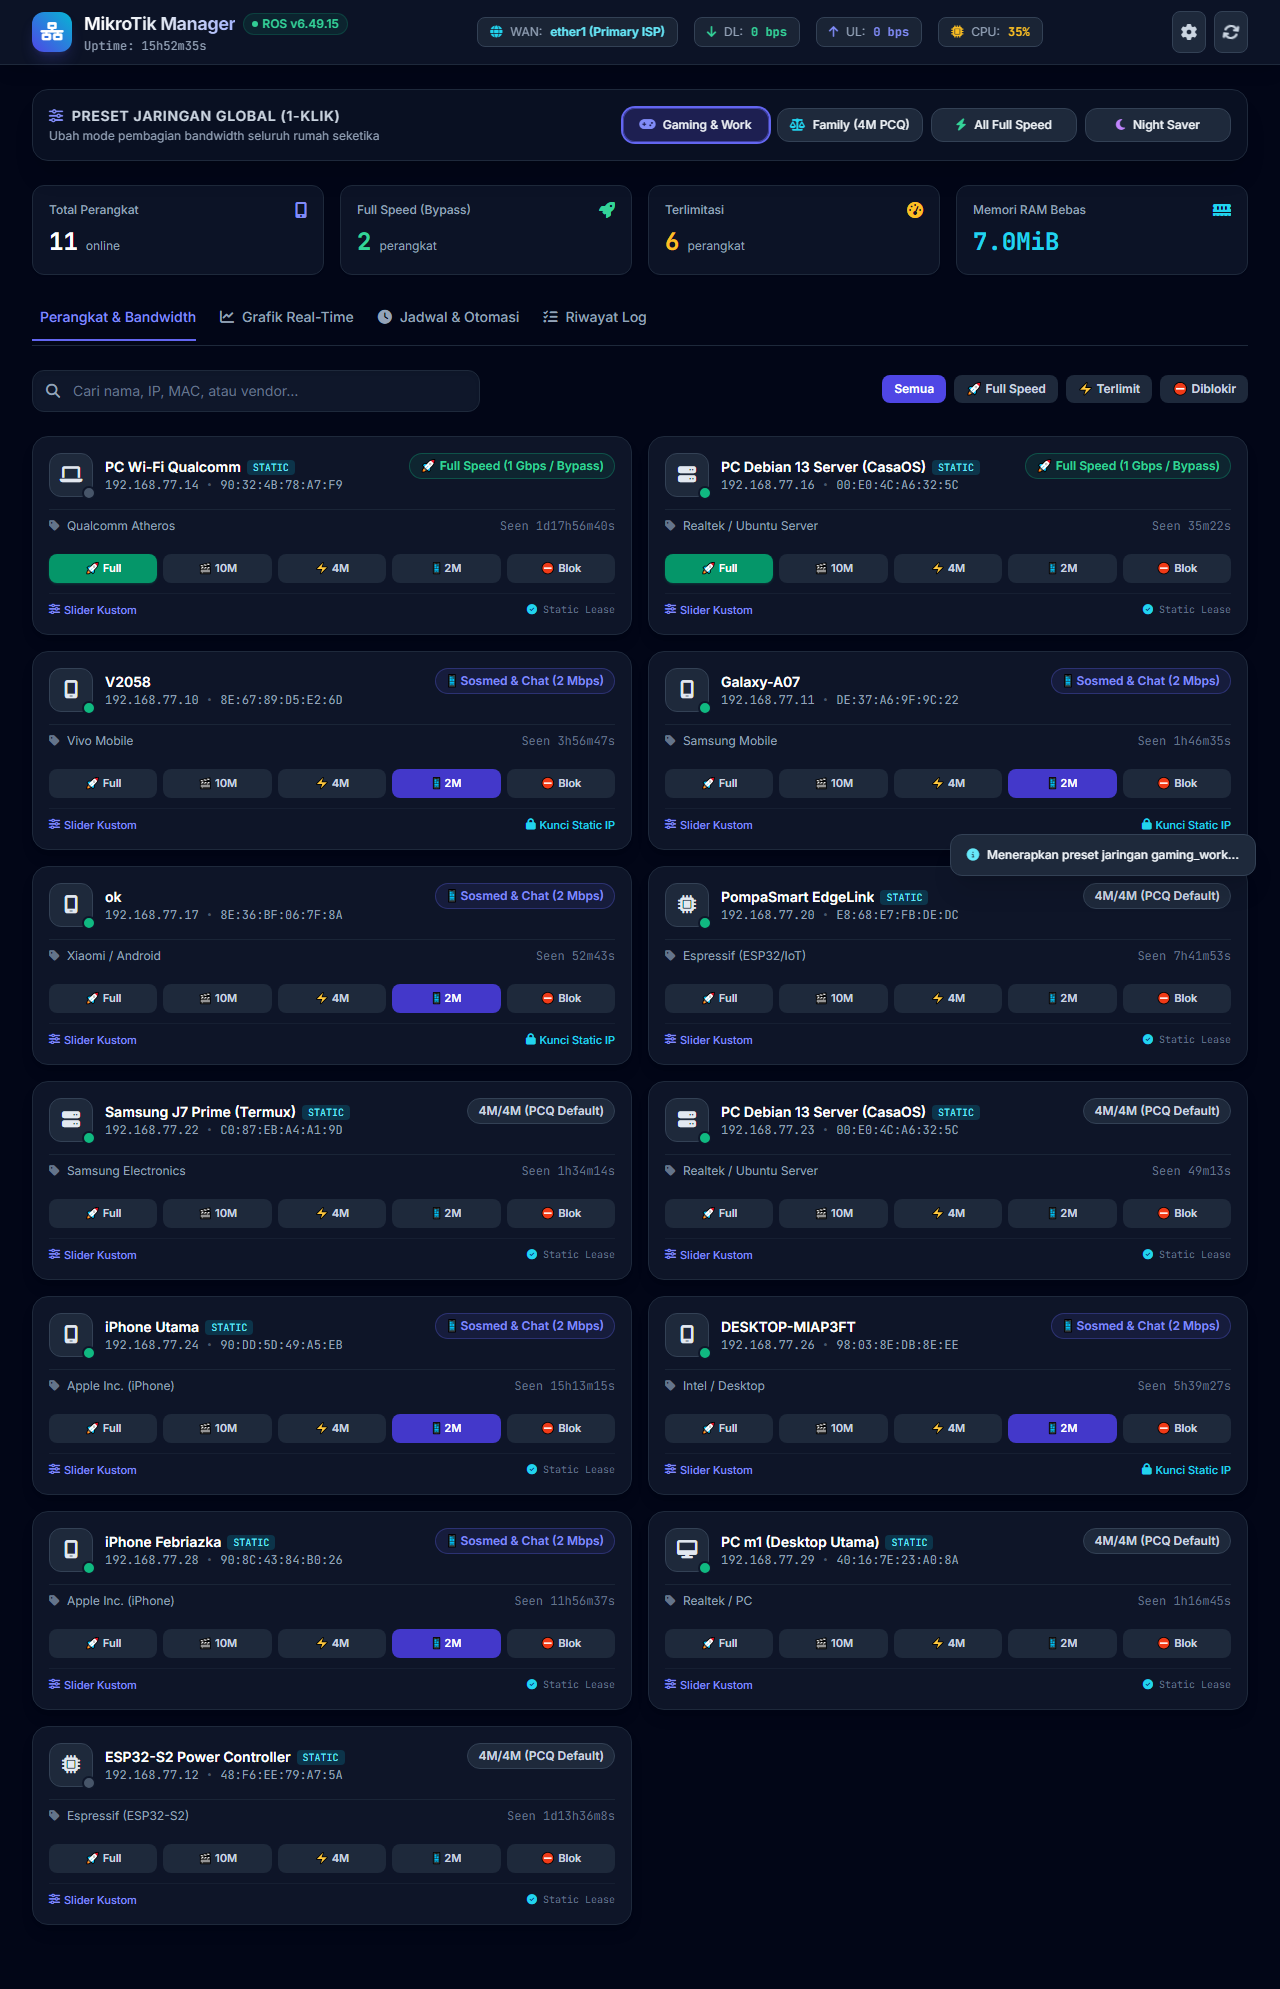 MikroTik Manager
ROS v6.49.15
Uptime: 15h52m35s
WAN: ether1 (Primary ISP)
DL: 0 bps
UL: 0 bps
CPU: 35%
PRESET JARINGAN GLOBAL (1-KLIK)
Ubah mode pembagian bandwidth seluruh rumah seketika
Gaming & Work
Family (4M PCQ)
All Full Speed
Night Saver
Total Perangkat
11 online
Full Speed (Bypass)
2 perangkat
Terlimitasi
6 perangkat
Memori RAM Bebas
7.0MiB
Perangkat & Bandwidth
Grafik Real-Time
Jadwal & Otomasi
Riwayat Log
Cari nama, IP, MAC, atau vendor...
Semua
Full Speed
Terlimit
Diblokir
PC Wi-Fi Qualcomm STATIC
Full Speed (1 Gbps / Bypass)
192.168.77.14 • 90:32:4B:78:A7:F9
Qualcomm Atheros
Seen 1d17h56m40s
Full 10M 4M 2M Blok
Slider Kustom
Static Lease
PC Debian 13 Server (CasaOS) STATIC
Full Speed (1 Gbps / Bypass)
192.168.77.16 • 00:E0:4C:A6:32:5C
Realtek / Ubuntu Server
Seen 35m22s
Full 10M 4M 2M Blok
Slider Kustom
Static Lease
V2058
Sosmed & Chat (2 Mbps)
192.168.77.10 • 8E:67:89:D5:E2:6D
Vivo Mobile
Seen 3h56m47s
Full 10M 4M 2M Blok
Slider Kustom
Kunci Static IP
Galaxy-A07
Sosmed & Chat (2 Mbps)
192.168.77.11 • DE:37:A6:9F:9C:22
Samsung Mobile
Seen 1h46m35s
Full 10M 4M 2M Blok
Slider Kustom
Kunci Static IP
Menerapkan preset jaringan gaming_work...
ok
Sosmed & Chat (2 Mbps)
192.168.77.17 • 8E:36:BF:06:7F:8A
Xiaomi / Android
Seen 52m43s
Full 10M 4M 2M Blok
Slider Kustom
Kunci Static IP
PompaSmart EdgeLink STATIC
4M/4M (PCQ Default)
192.168.77.20 • E8:68:E7:FB:DE:DC
Espressif (ESP32/IoT)
Seen 7h41m53s
Full 10M 4M 2M Blok
Slider Kustom
Static Lease
Samsung J7 Prime (Termux) STATIC
4M/4M (PCQ Default)
192.168.77.22 • C0:87:EB:A4:A1:9D
Samsung Electronics
Seen 1h34m14s
Full 10M 4M 2M Blok
Slider Kustom
Static Lease
PC Debian 13 Server (CasaOS) STATIC
4M/4M (PCQ Default)
192.168.77.23 • 00:E0:4C:A6:32:5C
Realtek / Ubuntu Server
Seen 49m13s
Full 10M 4M 2M Blok
Slider Kustom
Static Lease
iPhone Utama STATIC
Sosmed & Chat (2 Mbps)
192.168.77.24 • 90:DD:5D:49:A5:EB
Apple Inc. (iPhone)
Seen 15h13m15s
Full 10M 4M 2M Blok
Slider Kustom
Static Lease
DESKTOP-MIAP3FT
Sosmed & Chat (2 Mbps)
192.168.77.26 • 98:03:8E:DB:8E:EE
Intel / Desktop
Seen 5h39m27s
Full 10M 4M 2M Blok
Slider Kustom
Kunci Static IP
iPhone Febriazka STATIC
Sosmed & Chat (2 Mbps)
192.168.77.28 • 90:8C:43:84:B0:26
Apple Inc. (iPhone)
Seen 11h56m37s
Full 10M 4M 2M Blok
Slider Kustom
Static Lease
PC m1 (Desktop Utama) STATIC
4M/4M (PCQ Default)
192.168.77.29 • 40:16:7E:23:A0:8A
Realtek / PC
Seen 1h16m45s
Full 10M 4M 2M Blok
Slider Kustom
Static Lease
ESP32-S2 Power Controller STATIC
4M/4M (PCQ Default)
192.168.77.12 • 48:F6:EE:79:A7:5A
Espressif (ESP32-S2)
Seen 1d13h36m8s
Full 10M 4M 2M Blok
Slider Kustom
Static Lease